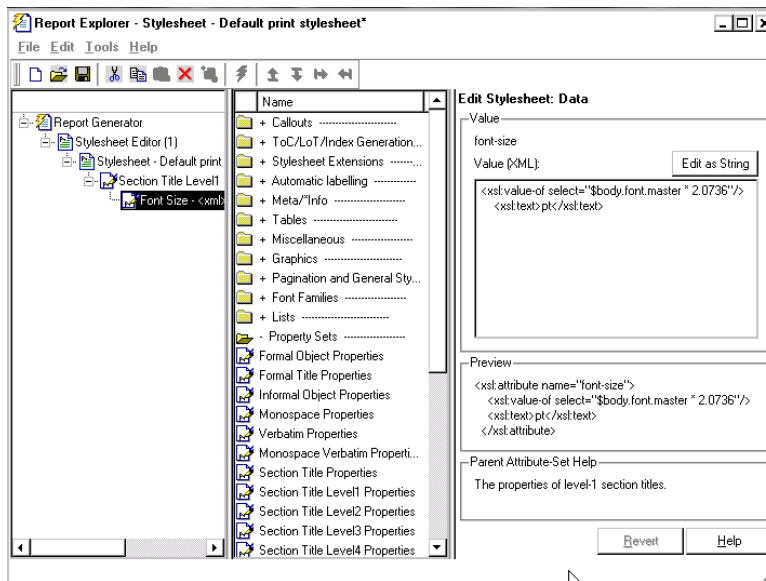 Report Explorer - Stylesheet - Default print stylesheet*
File Edit Tools Help
Report Generator
Stylesheet Editor (1)
Stylesheet - Default print
Section Title Level1
Font Size - <xml>
Name
+ Callouts -----------------------
+ ToC/LoT/Index Generation...
+ Stylesheet Extensions -------...
+ Automatic labelling ------------
+ Meta/*Info --------------------
+ Tables -------------------------
+ Miscellaneous -----------------
+ Graphics -----------------------
+ Pagination and General Sty...
+ Font Families ------------------
+ Lists --------------------------
- Property Sets ------------------
Formal Object Properties
Formal Title Properties
Informal Object Properties
Monospace Properties
Verbatim Properties
Monospace Verbatim Properti...
Section Title Properties
Section Title Level1 Properties
Section Title Level2 Properties
Section Title Level3 Properties
Section Title Level4 Properties
Edit Stylesheet: Data
Value
font-size
Value (XML):
Edit as String
<xsl:value-of select="$body.font.master * 2.0736"/>
<xsl:text>pt</xsl:text>
Preview
<xsl:attribute name="font-size">
<xsl:value-of select="$body.font.master * 2.0736"/>
<xsl:text>pt</xsl:text>
</xsl:attribute>
Parent Attribute-Set Help
The properties of level-1 section titles.
Revert
Help